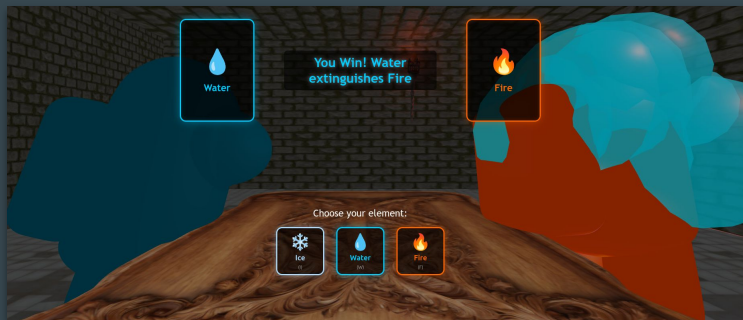 You Win! Water
extinguishes Fire
Water
Fire
Choose your element:
Ice
Water
Fire